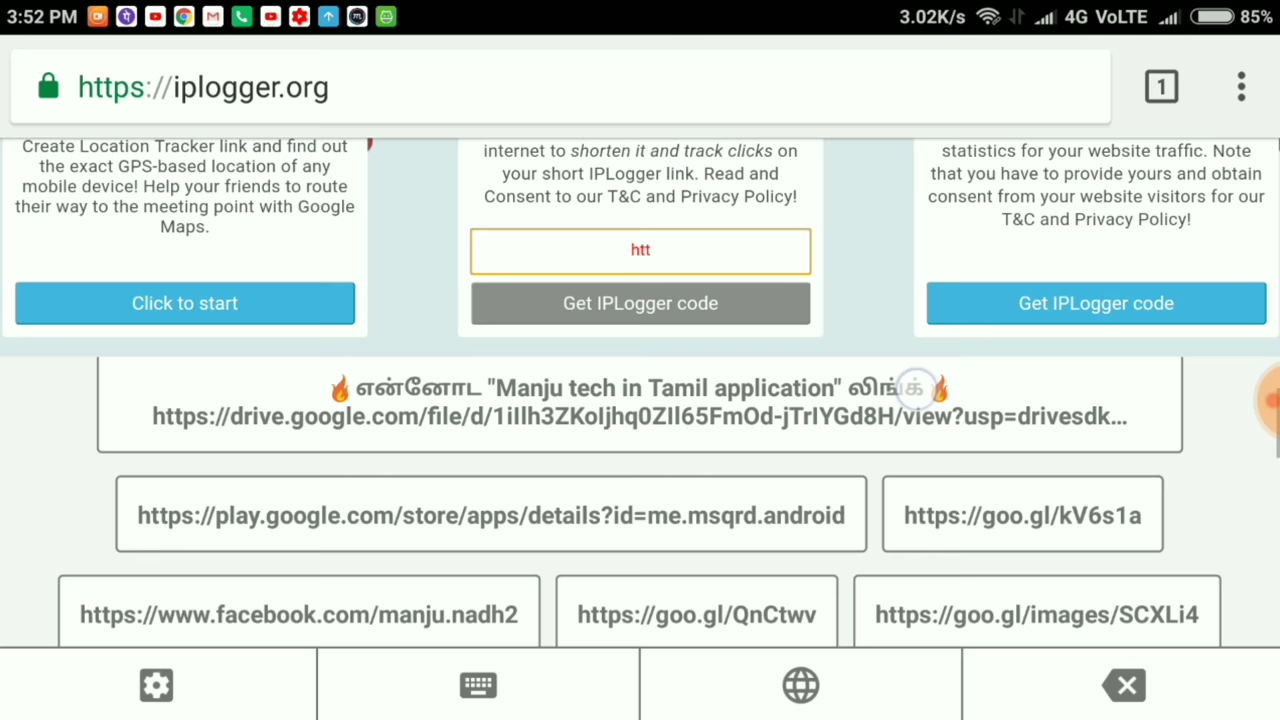 3:52 PM
3.02K/s 4G VoLTE 85%
https://iplogger.org
1
Create Location Tracker link and find out
the exact GPS-based location of any
mobile device! Help your friends to route
their way to the meeting point with Google
Maps.
Click to start
internet to shorten it and track clicks on
your short IPLogger link. Read and
Consent to our T&C and Privacy Policy!
htt
Get IPLogger code
statistics for your website traffic. Note
that you have to provide yours and obtain
consent from your website visitors for our
T&C and Privacy Policy!
Get IPLogger code
🔥என்னோட "Manju tech in Tamil application" லிங்க்🔥
https://drive.google.com/file/d/1iIlh3ZKoIjhq0ZIl65FmOd-jTrIYGd8H/view?usp=drivesdk...
https://play.google.com/store/apps/details?id=me.msqrd.android
https://goo.gl/kV6s1a
https://www.facebook.com/manju.nadh2
https://goo.gl/QnCtwv
https://goo.gl/images/SCXLi4